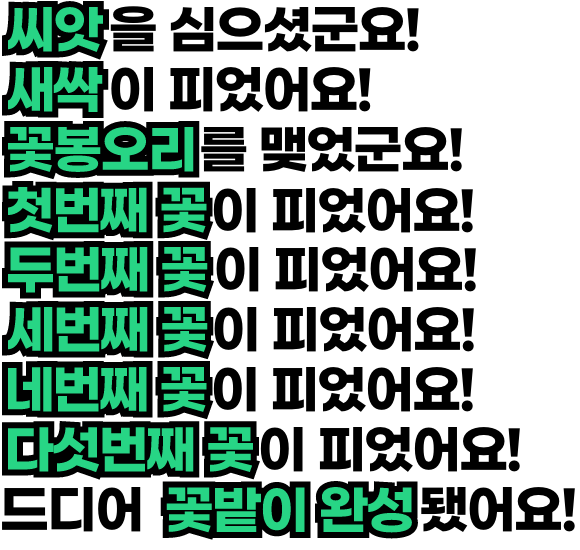 씨앗을 심으셨군요!
새싹이 피었어요!
꽃봉오리를 맺었군요!
첫번째 꽃이 피었어요!
두번째 꽃이 피었어요!
세번째 꽃이 피었어요!
네번째 꽃이 피었어요!
다섯번째 꽃이 피었어요!
드디어 꽃밭이 완성됐어요!